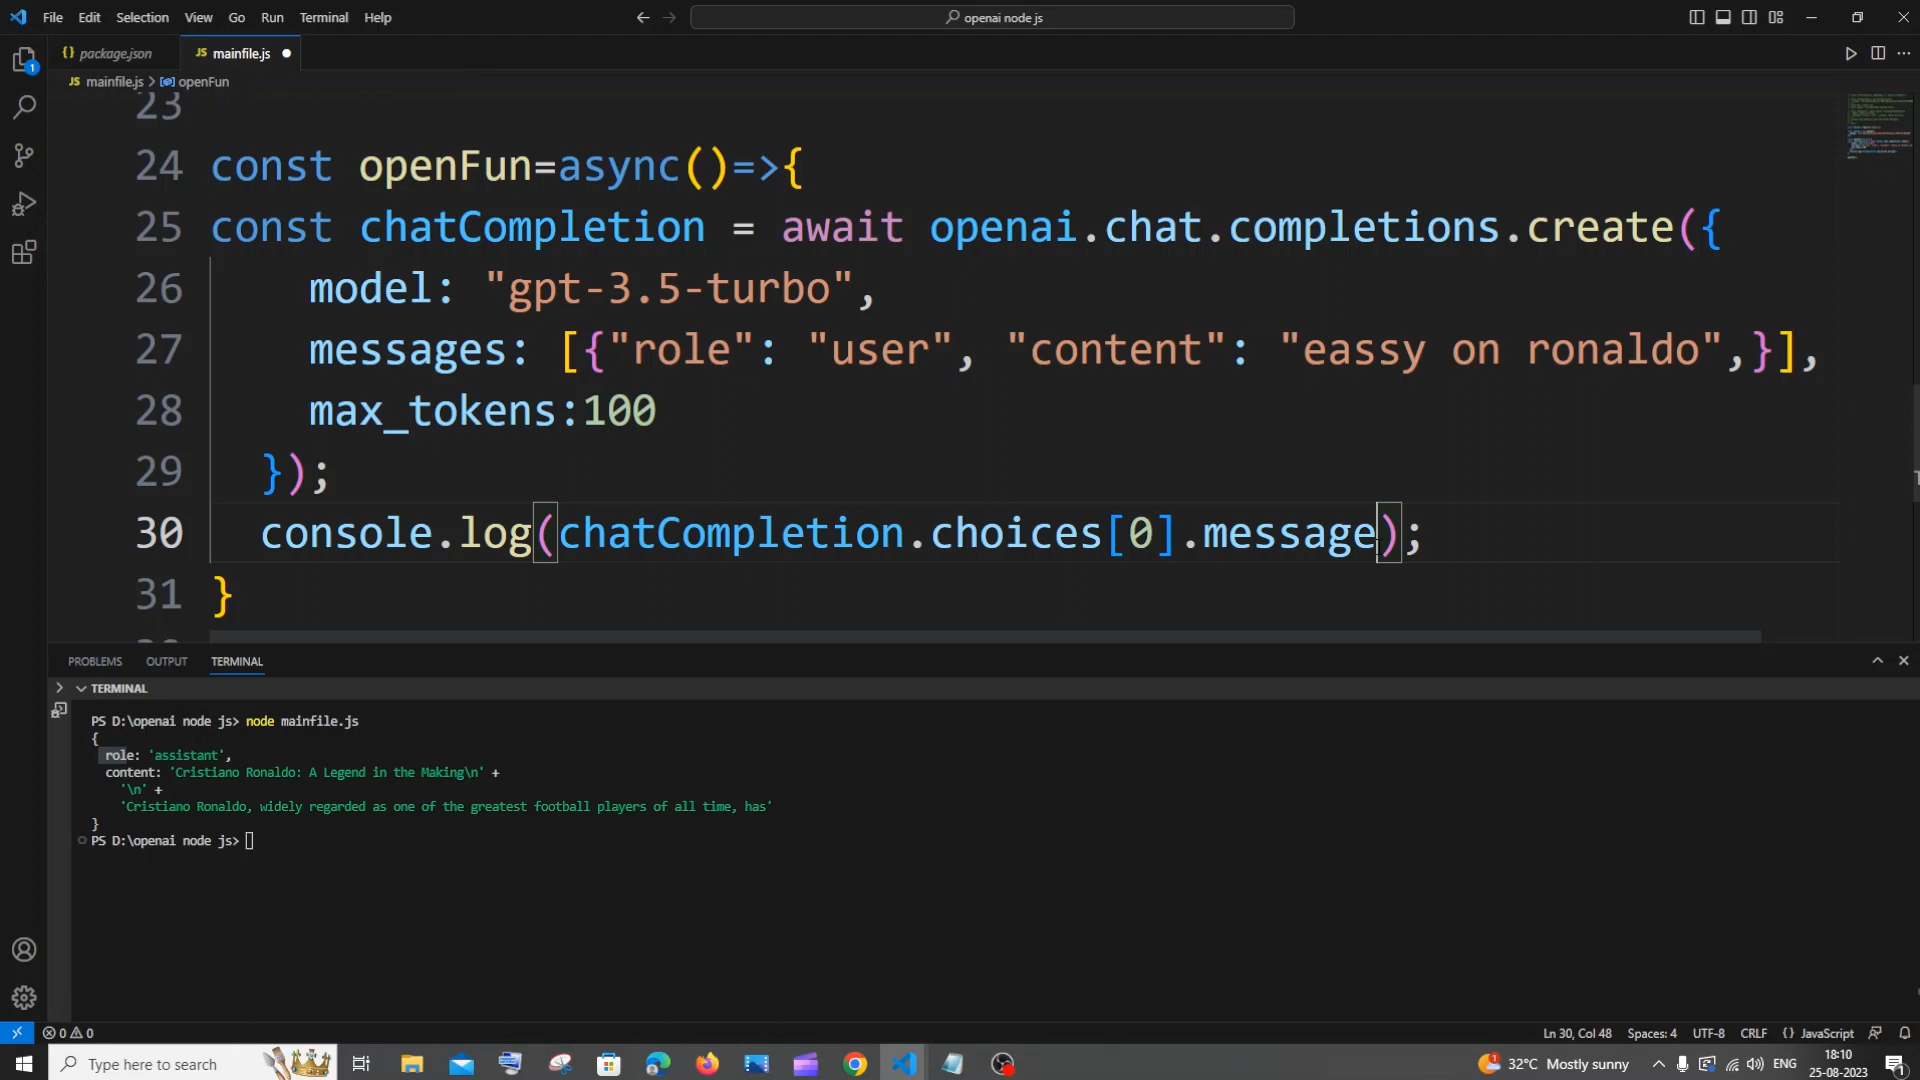 File Edit Selection View Go Run Terminal Help
openai node js
package.json
JS mainfile.js
JS mainfile.js > openFun
23
24 const openFun=async()=>{
25 const chatCompletion = await openai.chat.completions.create({
26 model: "gpt-3.5-turbo",
27 messages: [{"role": "user", "content": "eassy on ronaldo",}],
28 max_tokens:100
29 });
30 console.log(chatCompletion.choices[0].message);
31 }
PROBLEMS OUTPUT TERMINAL
TERMINAL
PS D:\openai node js> node mainfile.js
{
role: 'assistant',
content: 'Cristiano Ronaldo: A Legend in the Making\n' +
'\n' +
'Cristiano Ronaldo, widely regarded as one of the greatest football players of all time, has'
}
PS D:\openai node js>
0 0
Ln 30, Col 48 Spaces: 4 UTF-8 CRLF {} JavaScript
Type here to search
32°C Mostly sunny
ENG
18:10
25-08-2023